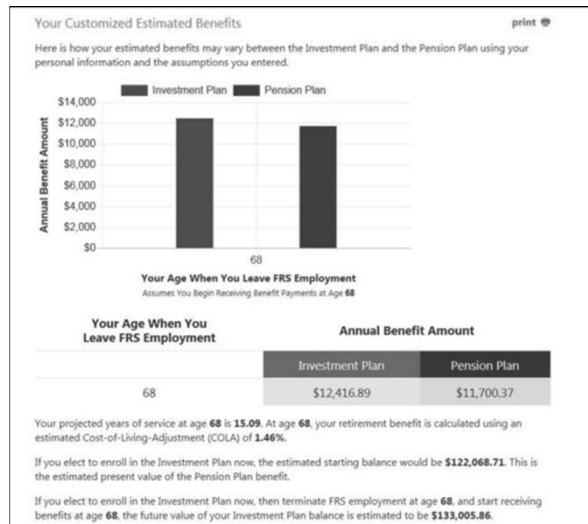 Your Customized Estimated Benefits
print
Here is how your estimated benefits may vary between the Investment Plan and the Pension Plan using your
personal information and the assumptions you entered.
Investment Plan Pension Plan
$14,000
$12,000
$10,000
$8,000
$6,000
$4,000
$2,000
$0
Annual Benefit Amount
68
Your Age When You Leave FRS Employment
Assumes You Begin Receiving Benefit Payments at Age 68
Your Age When You
Leave FRS Employment
Annual Benefit Amount
Investment Plan Pension Plan
68 $12,416.89 $11,700.37
Your projected years of service at age 68 is 15.09. At age 68, your retirement benefit is calculated using an
estimated Cost-of-Living-Adjustment (COLA) of 1.46%.
If you elect to enroll in the Investment Plan now, the estimated starting balance would be $122,068.71. This is
the estimated present value of the Pension Plan benefit.
If you elect to enroll in the Investment Plan now, then terminate FRS employment at age 68, and start receiving
benefits at age 68, the future value of your Investment Plan balance is estimated to be $133,005.86.